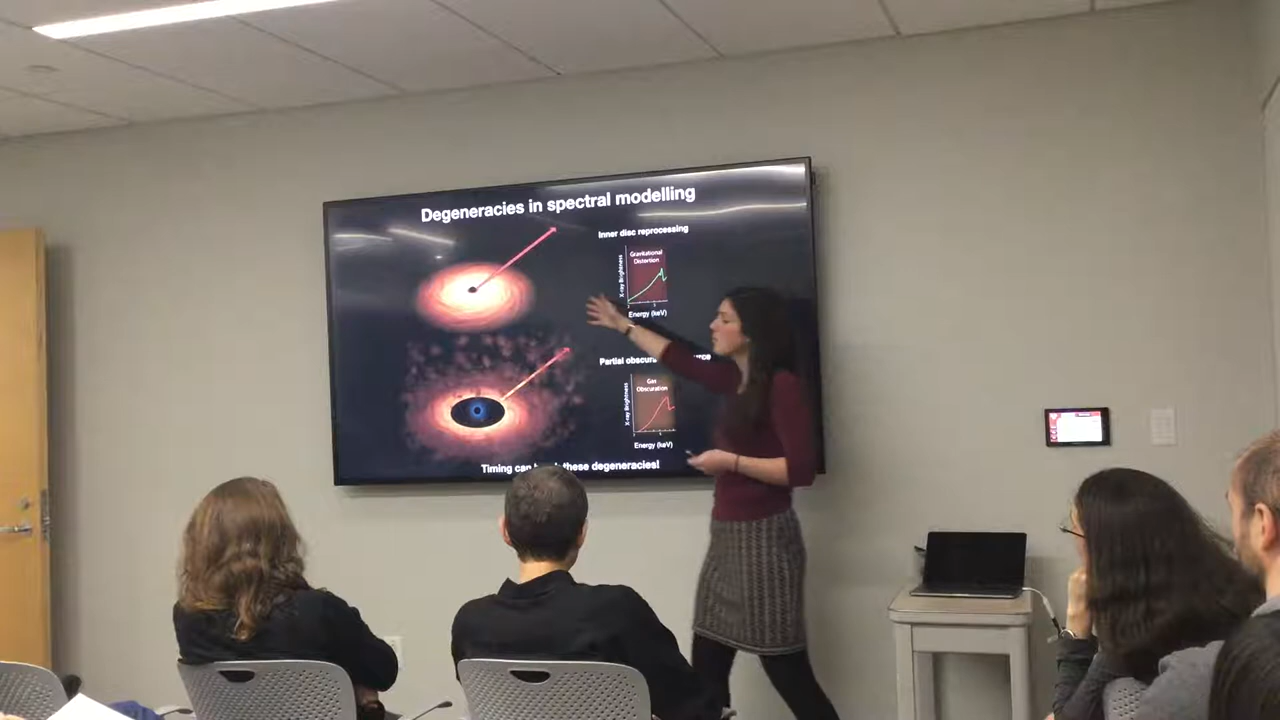 Degeneracies in spectral modelling
Inner disc reprocessing
Gravitational
Distortion
X-ray Brightness
Energy (keV)
Partial
Gas
Obscuration
X-ray Brightness
Energy (keV)
Timing can these degeneracies!